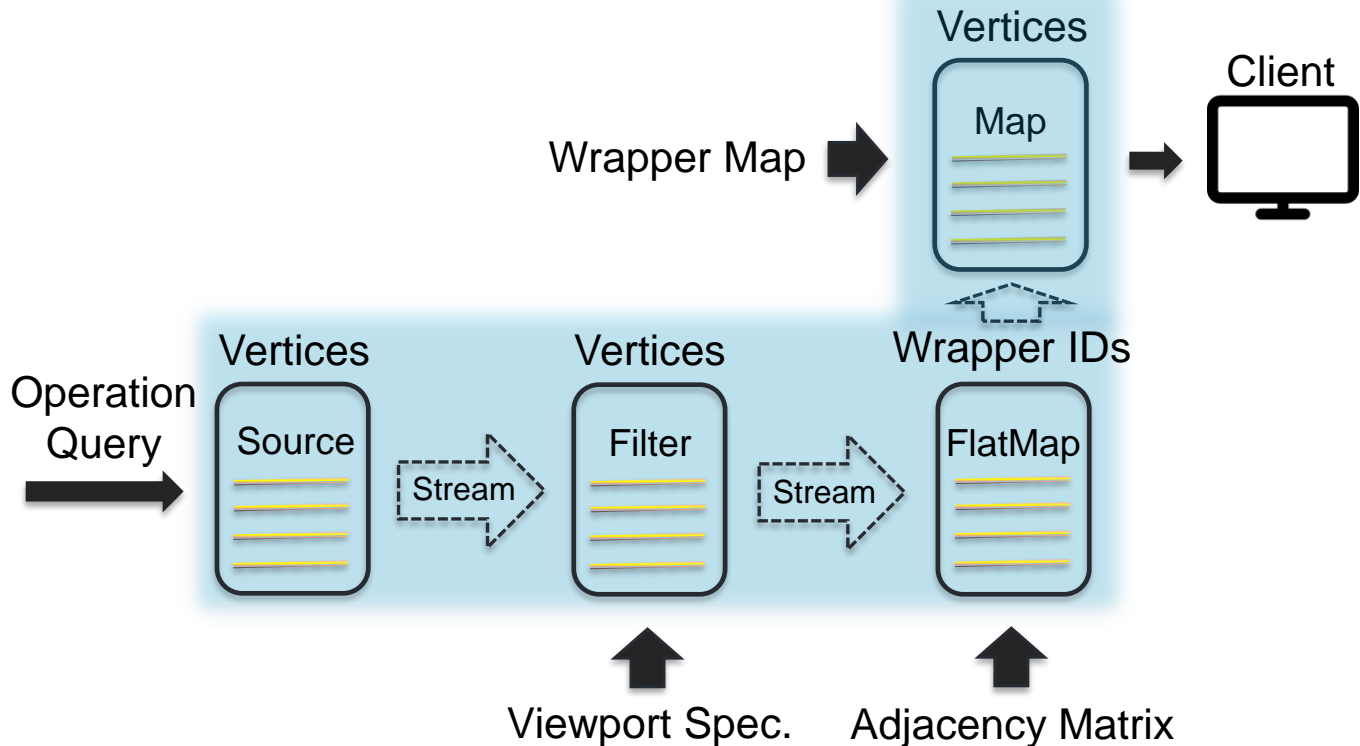 Vertices
Client
Map
Wrapper Map
Vertices
Vertices
Wrapper IDs
Operation
Query
Source
Stream
Filter
Stream
FlatMap
Viewport Spec.
Adjacency Matrix